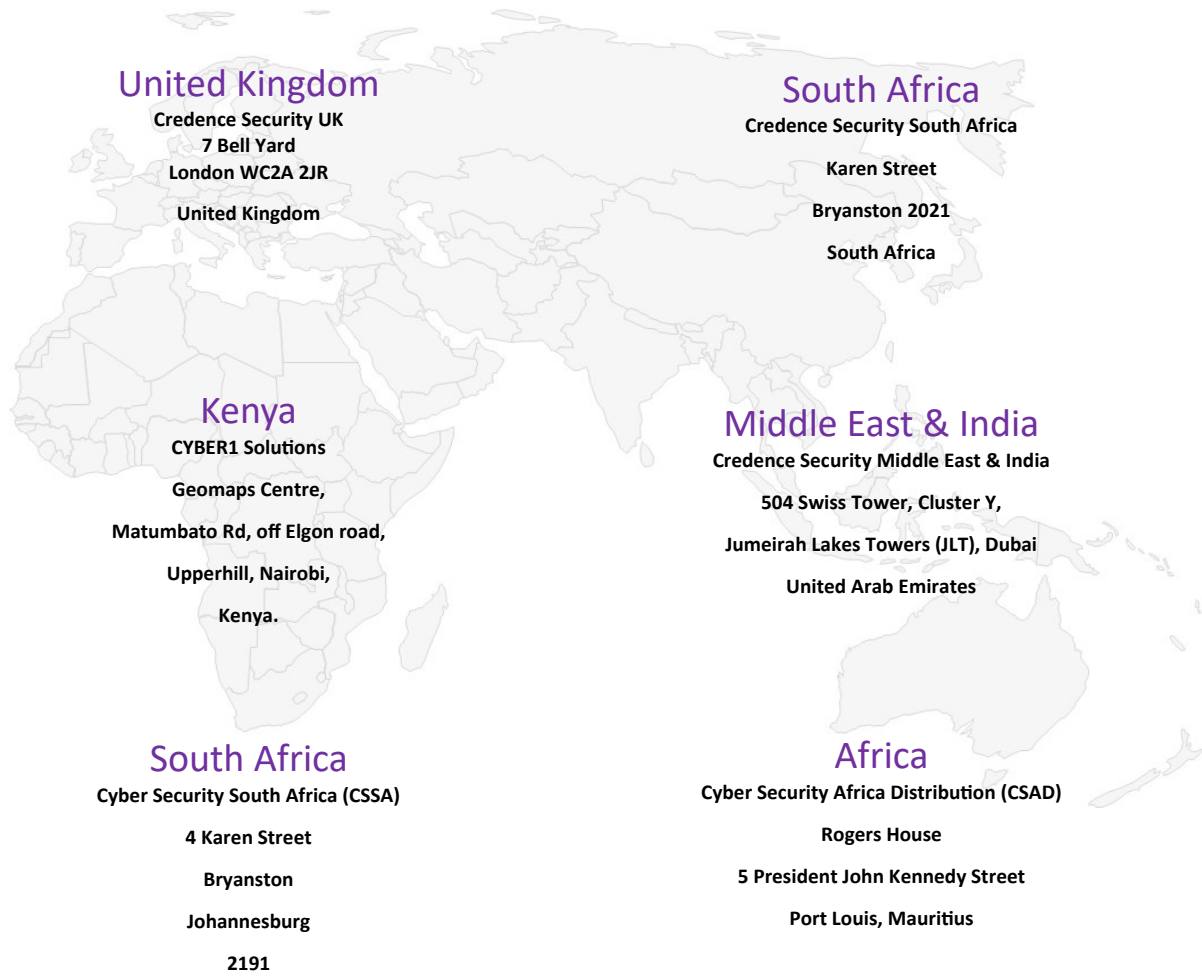 United Kingdom
Credence Security UK
7 Bell Yard
London WC2A 2JR
United Kingdom
South Africa
Credence Security South Africa
Karen Street
Bryanston 2021
South Africa
Kenya
CYBER1 Solutions
Geomaps Centre,
Matumbato Rd, off Elgon road,
Upperhill, Nairobi,
Kenya.
Middle East & India
Credence Security Middle East & India
504 Swiss Tower, Cluster Y,
Jumeirah Lakes Towers (JLT), Dubai
United Arab Emirates
South Africa
Cyber Security South Africa (CSSA)
4 Karen Street
Bryanston
Johannesburg
2191
Africa
Cyber Security Africa Distribution (CSAD)
Rogers House
5 President John Kennedy Street
Port Louis, Mauritius